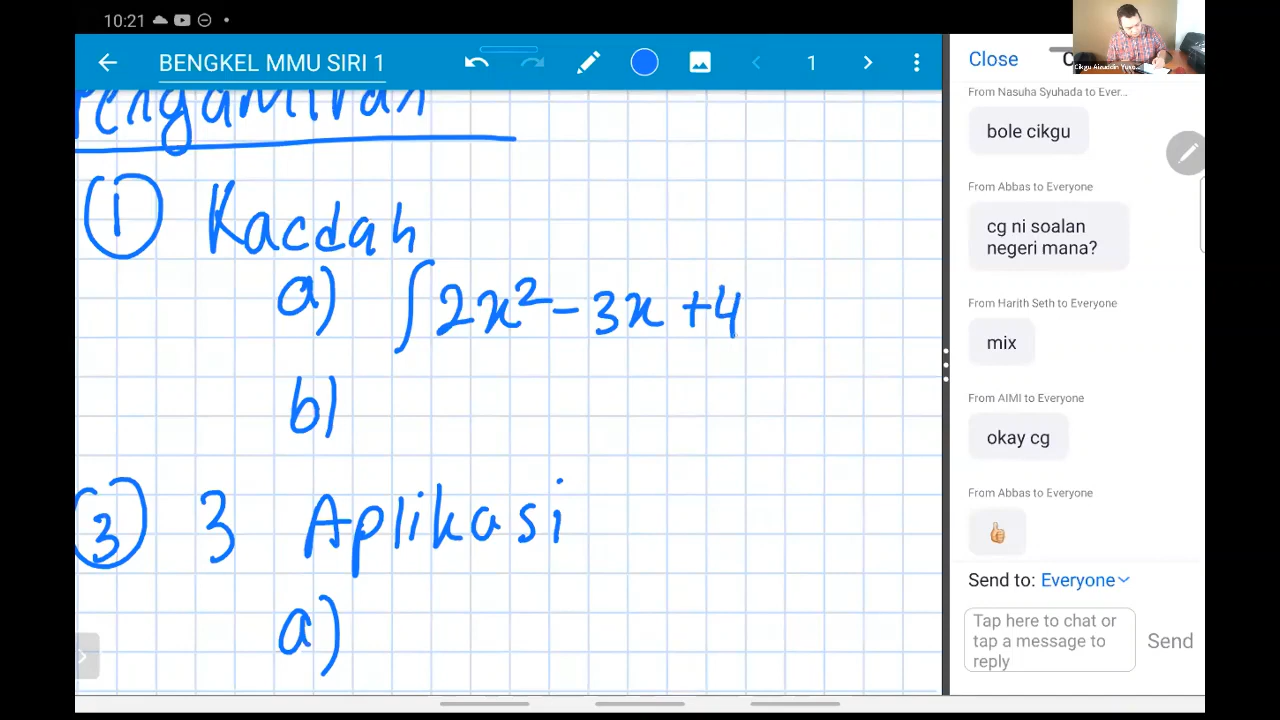 10:21
BENGKEL MMU SIRI 1
1
Pengamiran
① Kaedah
a) ∫2x² - 3x + 4
b)
③ 3 Aplikasi
a)
Close
Cikgu Aizuddin Yuso...
From Nasuha Syuhada to Ever...
bole cikgu
From Abbas to Everyone
cg ni soalan
negeri mana?
From Harith Seth to Everyone
mix
From AIMI to Everyone
okay cg
From Abbas to Everyone
👍🏼
Send to: Everyone
Tap here to chat or
tap a message to
reply
Send